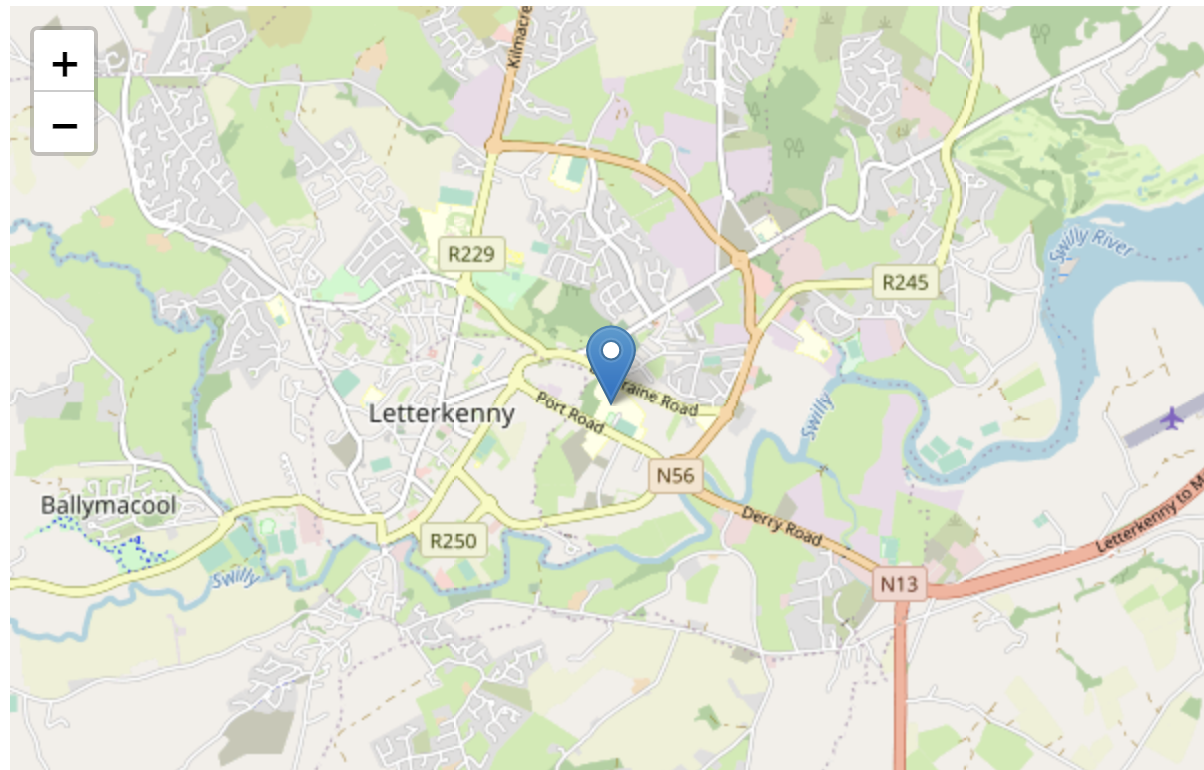 +
−
Kilmacre
R229
Swilly River
R245
raine Road
Port Road
Letterkenny
Swilly
N56
Ballymacool
R250
Derry Road
Letterkenny to M
Swilly
N13